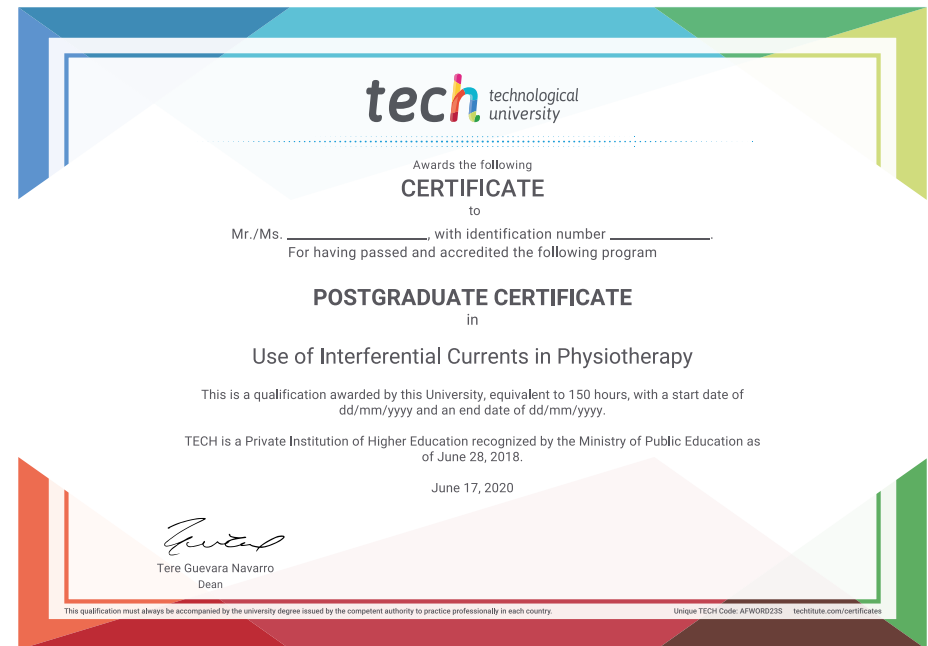 tech technological
university
Awards the following
CERTIFICATE
to
Mr./Ms. ____________________, with identification number ______________.
For having passed and accredited the following program
POSTGRADUATE CERTIFICATE
in
Use of Interferential Currents in Physiotherapy
This is a qualification awarded by this University, equivalent to 150 hours, with a start date of
dd/mm/yyyy and an end date of dd/mm/yyyy.
TECH is a Private Institution of Higher Education recognized by the Ministry of Public Education as
of June 28, 2018.
June 17, 2020
Tere Guevara Navarro
Dean
This qualification must always be accompanied by the university degree issued by the competent authority to practice professionally in each country.
Unique TECH Code: AFWORD23S techtitute.com/certificates